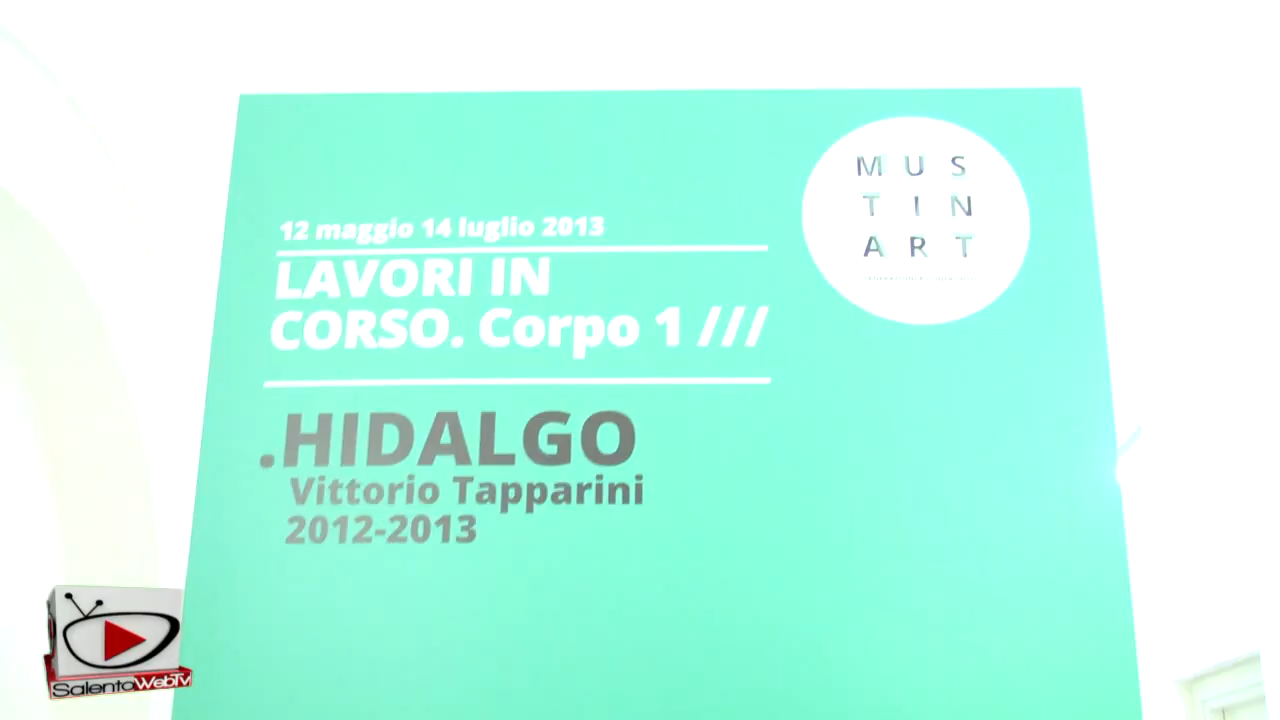 12 maggio 14 luglio 2013
LAVORI IN
CORSO. Corpo 1 ///
.HIDALGO
Vittorio Tapparini
2012-2013
MUS
TIN
ART
SalentoWebTv